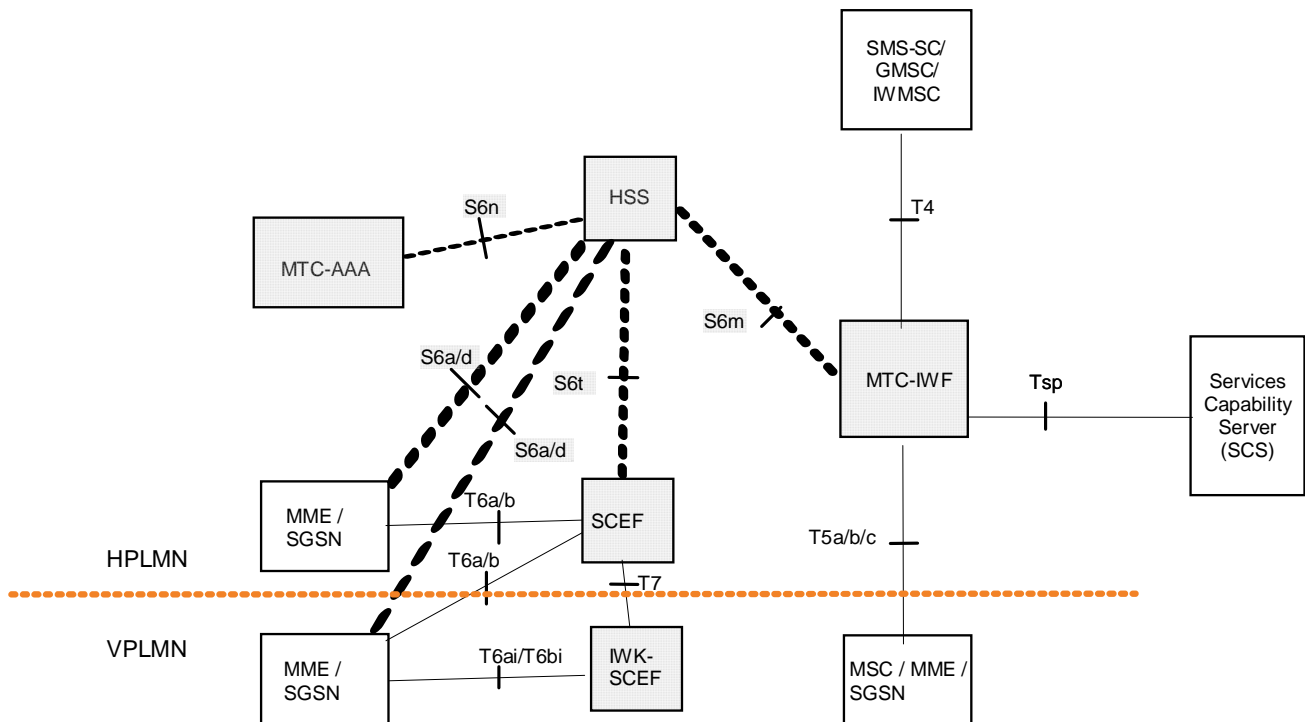 SMS-SC/
GMSC/
IWMSC
HSS
S6n
T4
MTC-AAA
S6m
S6a/d
S6t
MTC-IWF
Tsp
Services
Capability
Server
(SCS)
S6a/d
MME /
SGSN
T6a/b
SCEF
T5a/b/c
HPLMN
T6a/b
T7
VPLMN
MME /
SGSN
T6ai/T6bi
IWK-
SCEF
MSC / MME /
SGSN